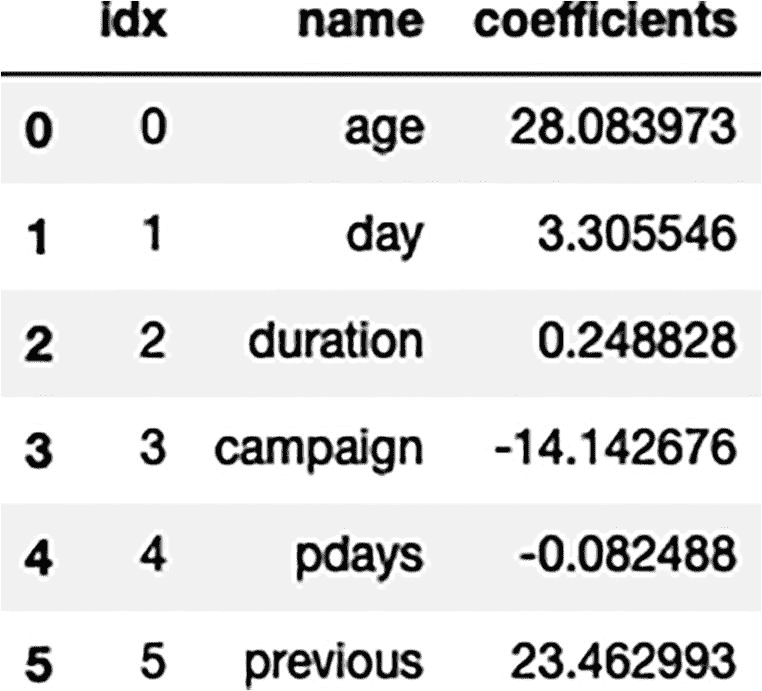 idx name coefficients
0 0 age 28.083973
1 1 day 3.305546
2 2 duration 0.248828
3 3 campaign -14.142676
4 4 pdays -0.082488
5 5 previous 23.462993